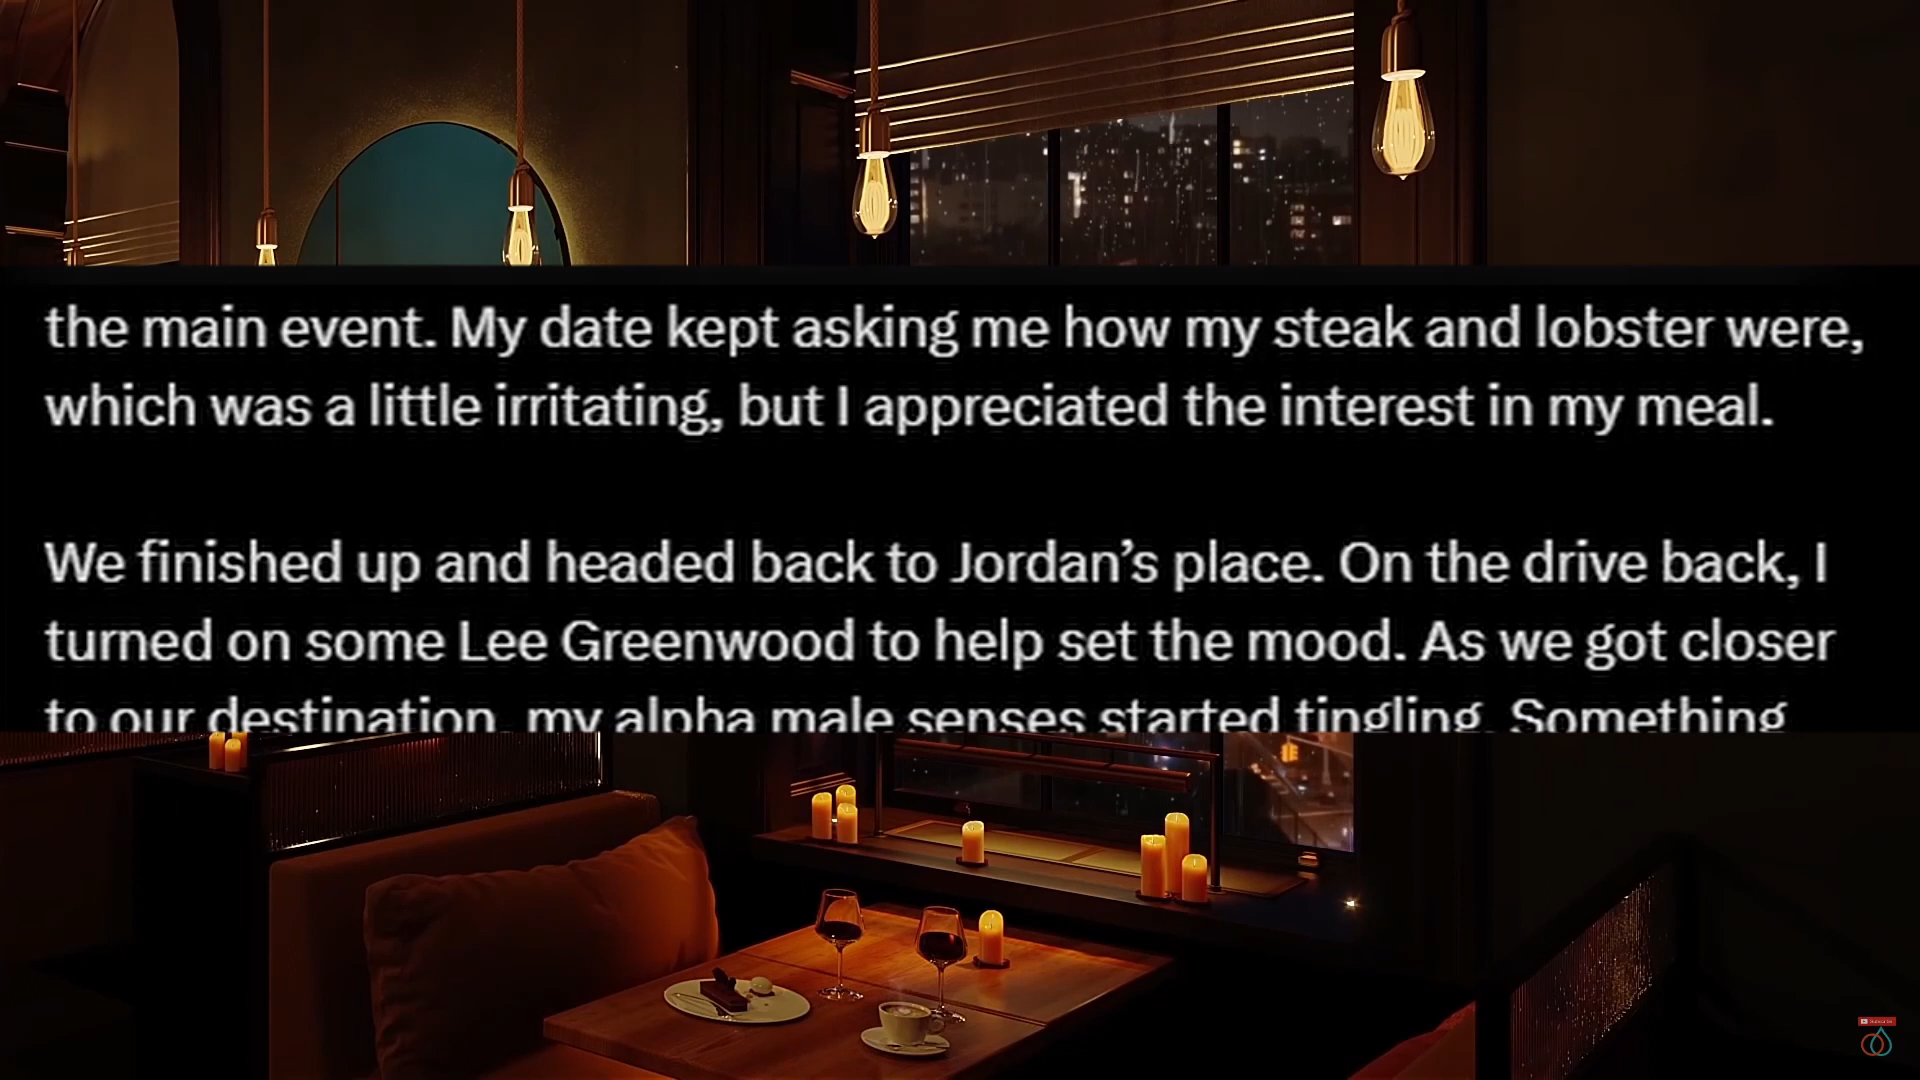 the main event. My date kept asking me how my steak and lobster were,
which was a little irritating, but I appreciated the interest in my meal.
We finished up and headed back to Jordan’s place. On the drive back, I
turned on some Lee Greenwood to help set the mood. As we got closer
to our destination, my alpha male senses started tingling. Something